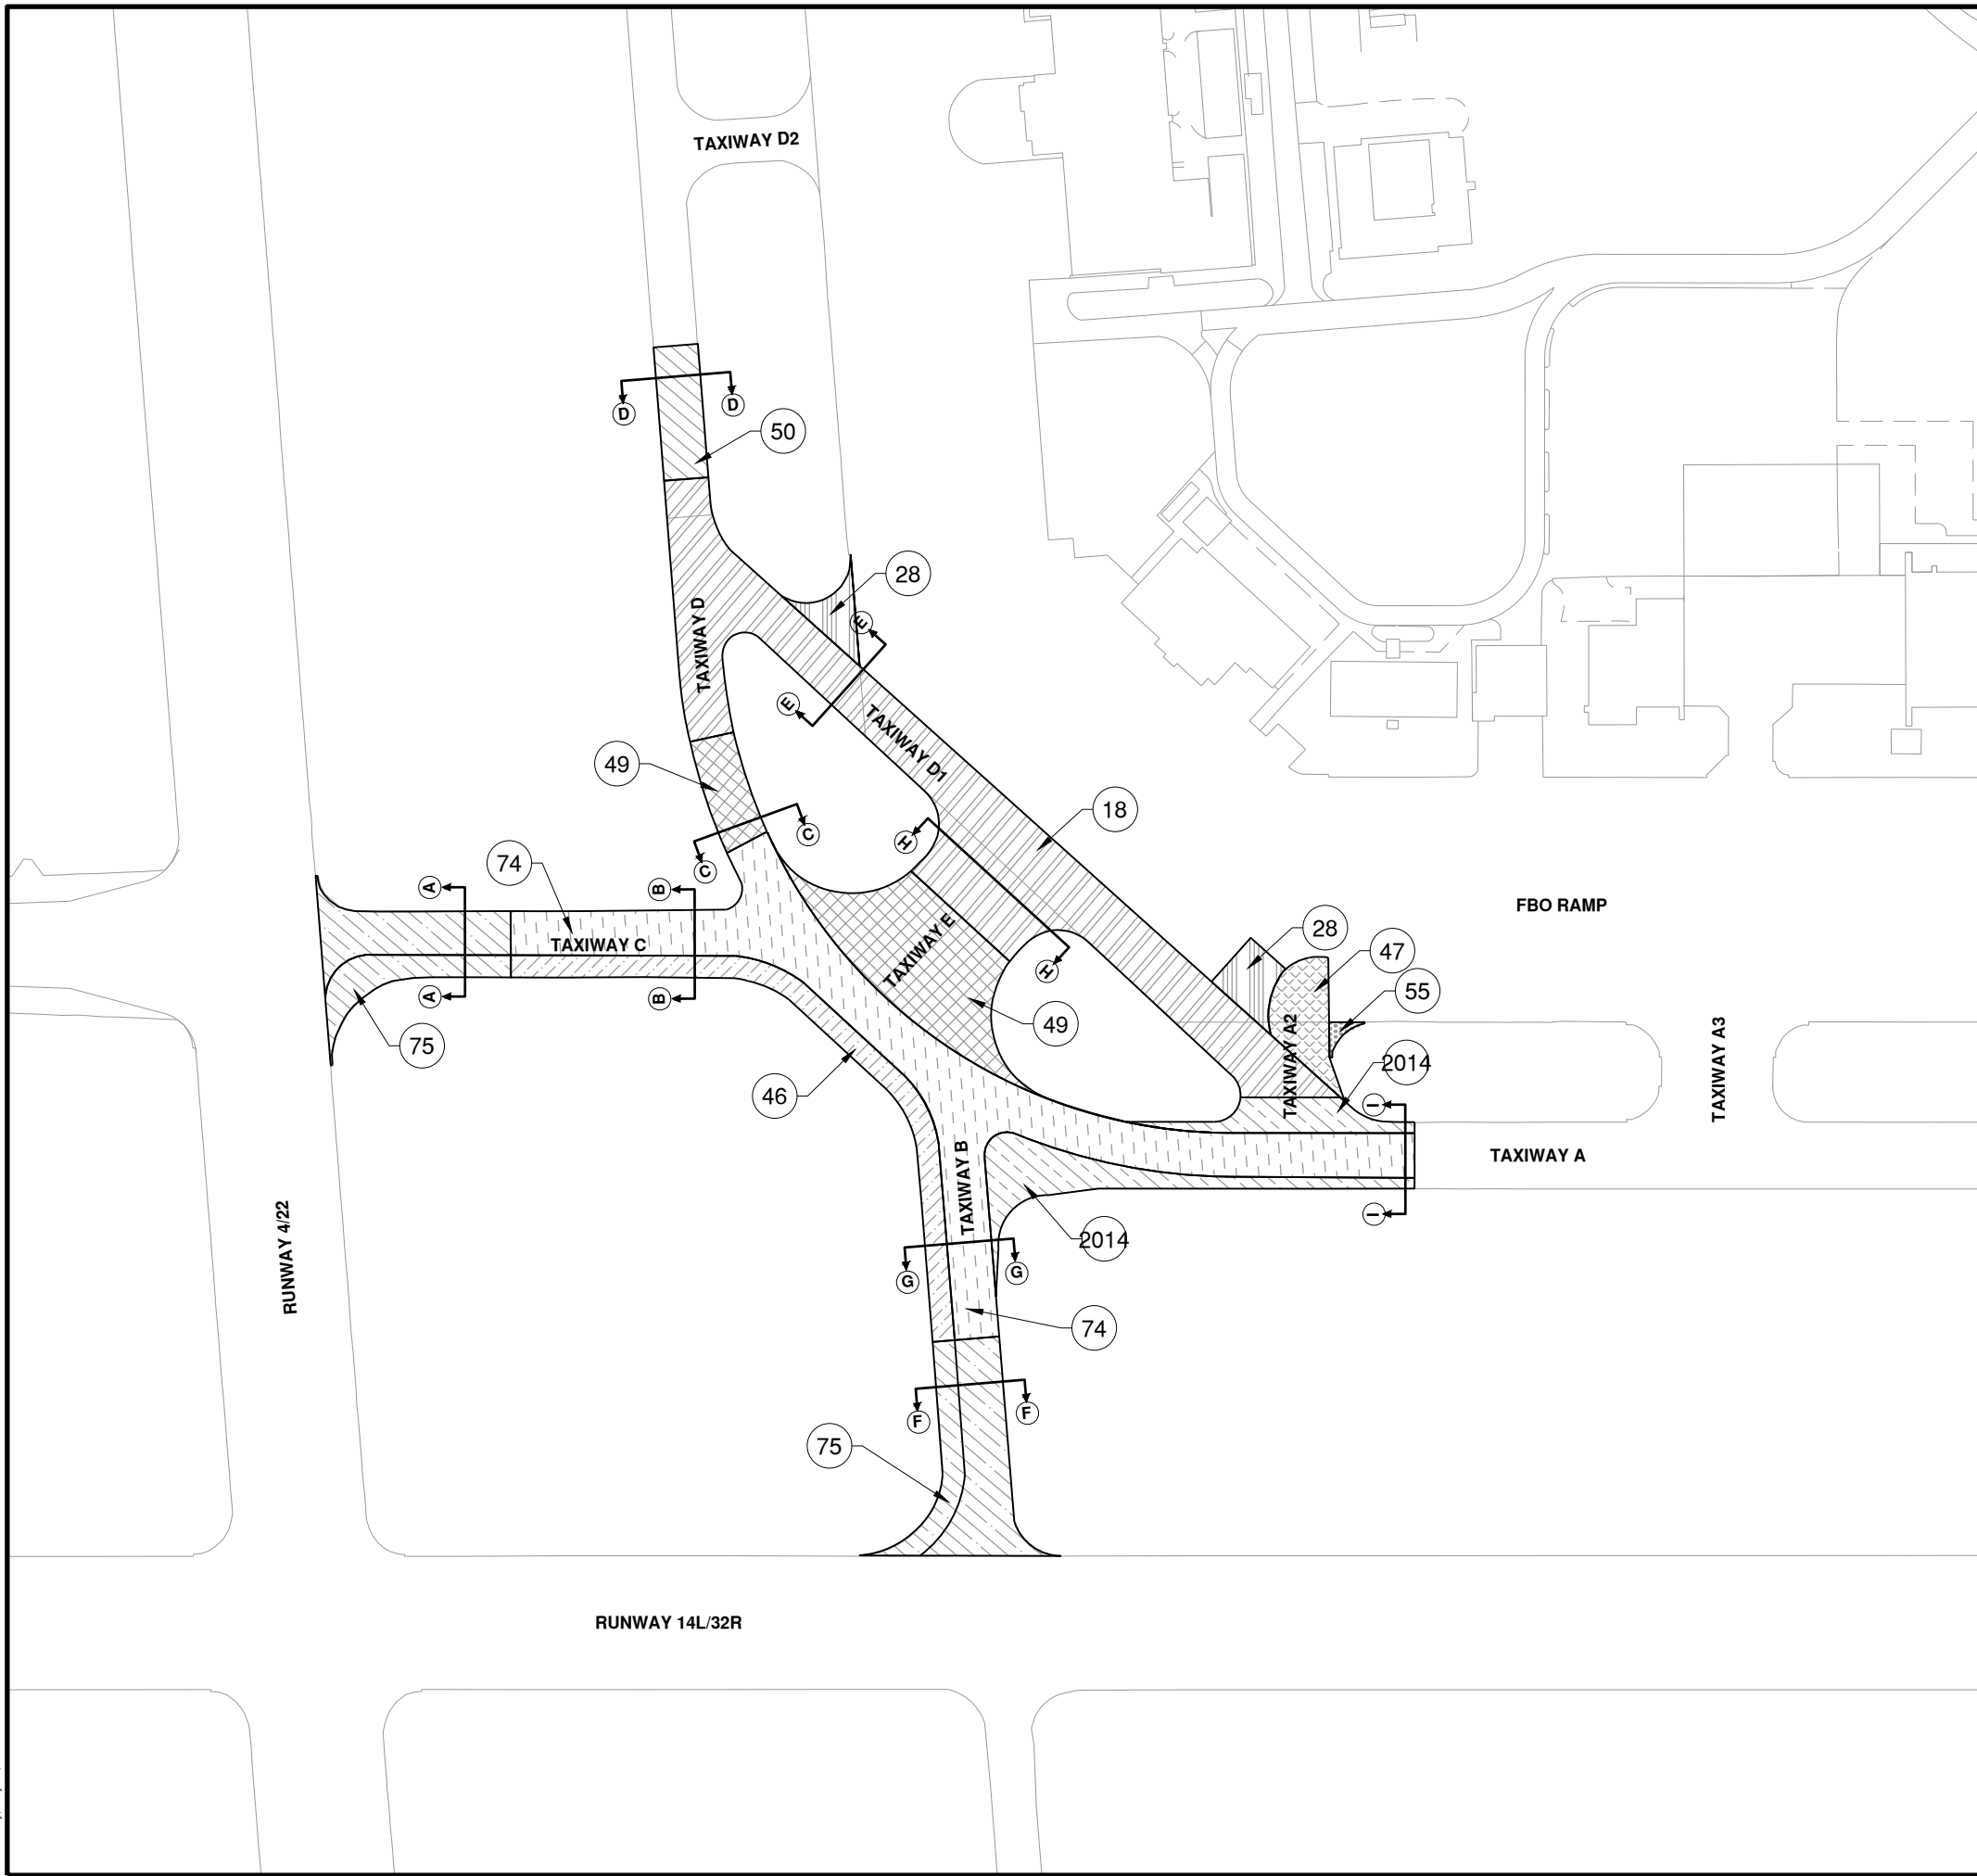 TAXIWAY D2
D
D
50
28
E
TAXIWAY D
E
TAXIWAY D1
49
18
C
H
74
C
A
B
FBO RAMP
28
TAXIWAY C
TAXIWAY E
47
H
A
B
55
49
TAXIWAY A2
75
2014
TAXIWAY A3
46
I
TAXIWAY A
TAXIWAY B
I
RUNWAY 4/22
2014
G
G
74
F
F
75
RUNWAY 14L/32R